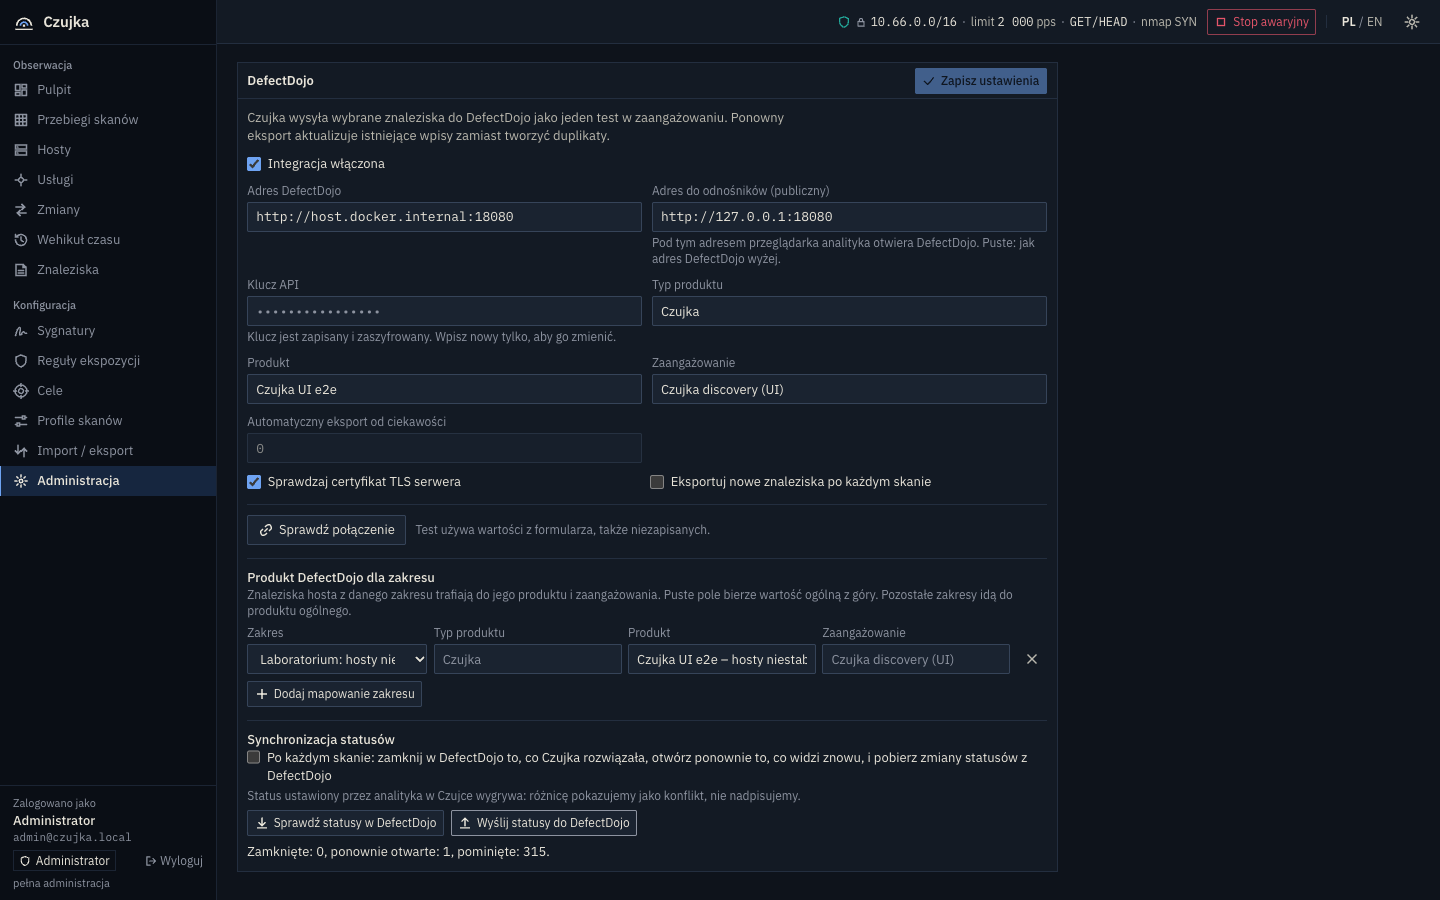 Czujka
10.66.0.0/16 · limit 2 000 pps · GET/HEAD · nmap SYN
Stop awaryjny
PL / EN
Obserwacja
Pulpit
Przebiegi skanów
Hosty
Usługi
Zmiany
Wehikuł czasu
Znaleziska
Konfiguracja
Sygnatury
Reguły ekspozycji
Cele
Profile skanów
Import / eksport
Administracja
Zalogowano jako
Administrator
admin@czujka.local
Administrator
Wyloguj
pełna administracja
DefectDojo
Zapisz ustawienia
Czujka wysyła wybrane znaleziska do DefectDojo jako jeden test w zaangażowaniu. Ponowny
eksport aktualizuje istniejące wpisy zamiast tworzyć duplikaty.
Integracja włączona
Adres DefectDojo
Adres do odnośników (publiczny)
http://host.docker.internal:18080
http://127.0.0.1:18080
Pod tym adresem przeglądarka analityka otwiera DefectDojo. Puste: jak
adres DefectDojo wyżej.
Klucz API
Typ produktu
••••••••••••••••
Czujka
Klucz jest zapisany i zaszyfrowany. Wpisz nowy tylko, aby go zmienić.
Produkt
Zaangażowanie
Czujka UI e2e
Czujka discovery (UI)
Automatyczny eksport od ciekawości
0
Sprawdzaj certyfikat TLS serwera
Eksportuj nowe znaleziska po każdym skanie
Sprawdź połączenie
Test używa wartości z formularza, także niezapisanych.
Produkt DefectDojo dla zakresu
Znaleziska hosta z danego zakresu trafiają do jego produktu i zaangażowania. Puste pole bierze wartość ogólną z góry. Pozostałe zakresy idą do
produktu ogólnego.
Zakres
Typ produktu
Produkt
Zaangażowanie
Laboratorium: hosty nie
Czujka
Czujka UI e2e – hosty niestab
Czujka discovery (UI)
Dodaj mapowanie zakresu
Synchronizacja statusów
Po każdym skanie: zamknij w DefectDojo to, co Czujka rozwiązała, otwórz ponownie to, co widzi znowu, i pobierz zmiany statusów z
DefectDojo
Status ustawiony przez analityka w Czujce wygrywa: różnicę pokazujemy jako konflikt, nie nadpisujemy.
Sprawdź statusy w DefectDojo
Wyślij statusy do DefectDojo
Zamknięte: 0, ponownie otwarte: 1, pominięte: 315.